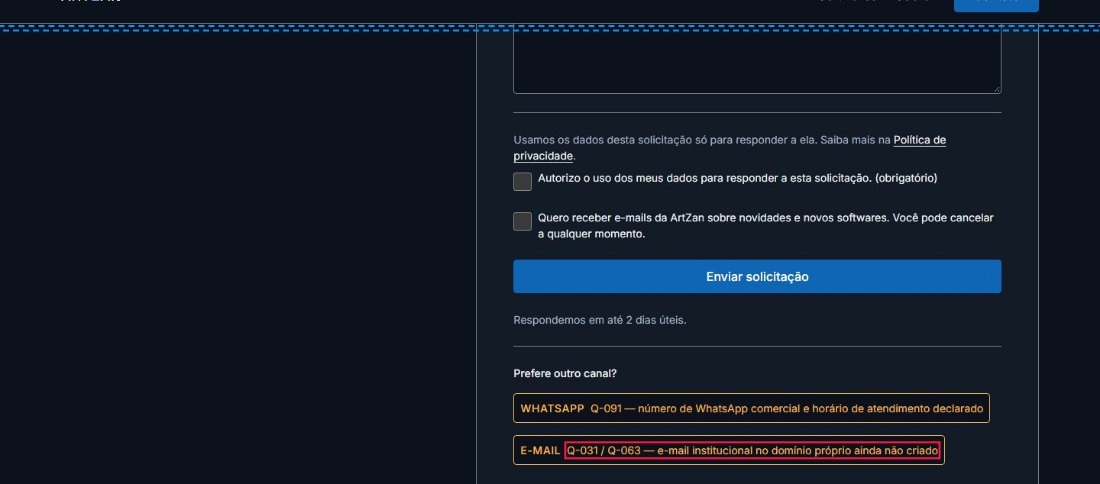 Usamos os dados desta solicitação só para responder a ela. Saiba mais na Política de
privacidade.
Autorizo o uso dos meus dados para responder a esta solicitação. (obrigatório)
Quero receber e-mails da ArtZan sobre novidades e novos softwares. Você pode cancelar
a qualquer momento.
Enviar solicitação
Respondemos em até 2 dias úteis.
Prefere outro canal?
WHATSAPP Q-091 — número de WhatsApp comercial e horário de atendimento declarado
E-MAIL Q-031 / Q-063 — e-mail institucional no domínio próprio ainda não criado